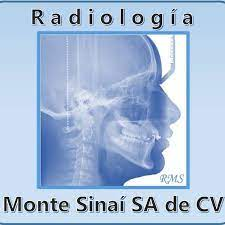 Radiología
RMS
Monte Sinaí SA de CV